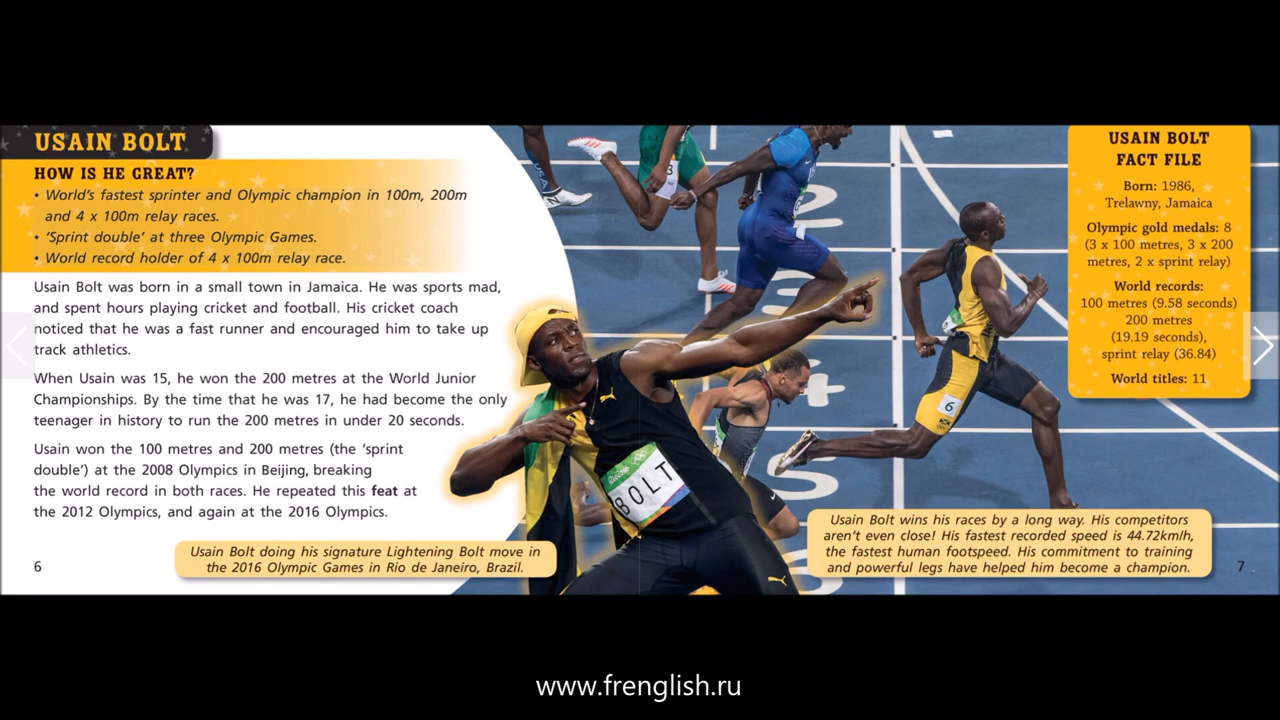 USAIN BOLT
HOW IS HE GREAT?
• World's fastest sprinter and Olympic champion in 100m, 200m
and 4 x 100m relay races.
• 'Sprint double' at three Olympic Games.
• World record holder of 4 x 100m relay race.
Usain Bolt was born in a small town in Jamaica. He was sports mad,
and spent hours playing cricket and football. His cricket coach
noticed that he was a fast runner and encouraged him to take up
track athletics.
When Usain was 15, he won the 200 metres at the World Junior
Championships. By the time that he was 17, he had become the only
teenager in history to run the 200 metres in under 20 seconds.
Usain won the 100 metres and 200 metres (the 'sprint
double') at the 2008 Olympics in Beijing, breaking
the world record in both races. He repeated this feat at
the 2012 Olympics, and again at the 2016 Olympics.
Usain Bolt doing his signature Lightening Bolt move in
the 2016 Olympic Games in Rio de Janeiro, Brazil.
6
BOLT
USA
3
2
3
6
USAIN BOLT
FACT FILE
Born: 1986,
Trelawny, Jamaica
Olympic gold medals: 8
(3 x 100 metres, 3 x 200
metres, 2 x sprint relay)
World records:
100 metres (9.58 seconds)
200 metres
(19.19 seconds),
sprint relay (36.84)
World titles: 11
Usain Bolt wins his races by a long way. His competitors
aren't even close! His fastest recorded speed is 44.72km/h,
the fastest human footspeed. His commitment to training
and powerful legs have helped him become a champion.
7
www.frenglish.ru